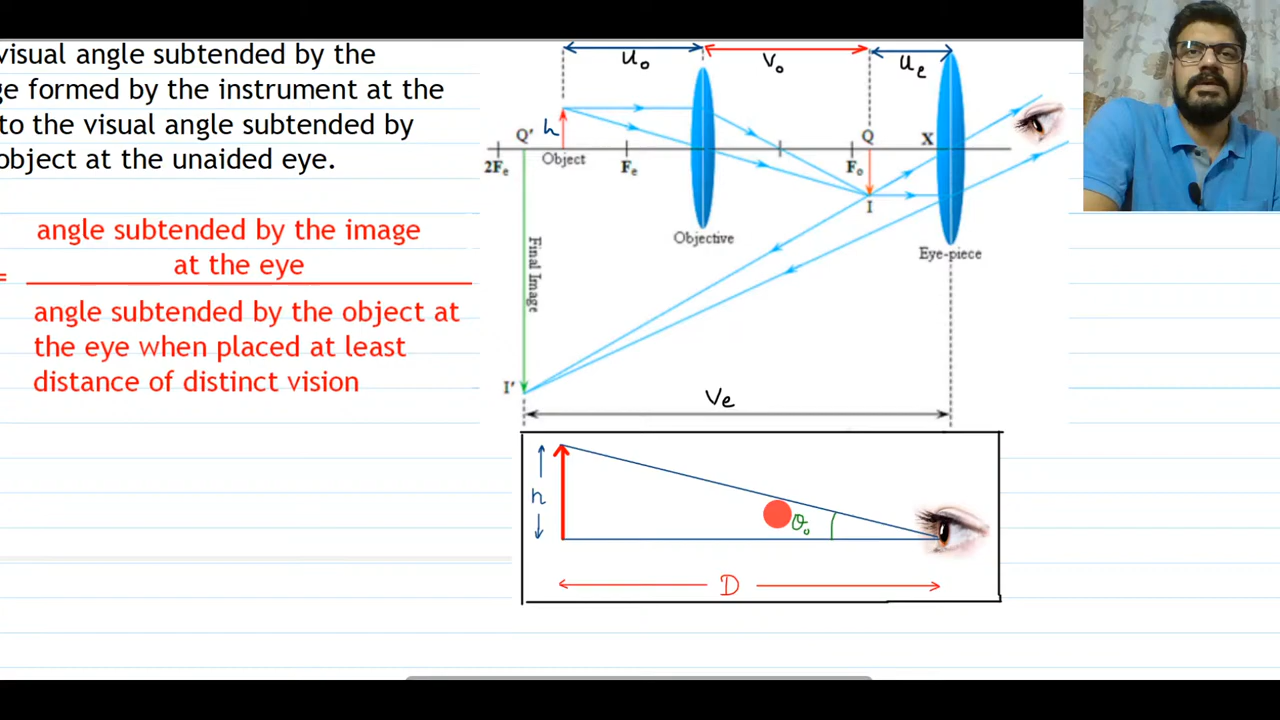 visual angle subtended by the
ge formed by the instrument at the
to the visual angle subtended by
object at the unaided eye.
=
angle subtended by the image
at the eye
angle subtended by the object at
the eye when placed at least
distance of distinct vision
u₀ v₀ uₑ
h
Q' Q X
Object
2Fₑ Fₑ F₀
I
Objective
Eye-piece
Final Image
I'
Vₑ
h
θ₀
D